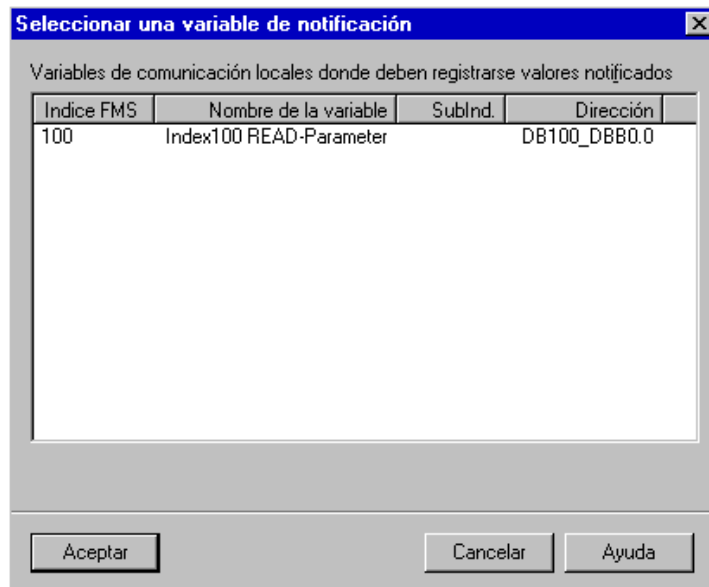 Seleccionar una variable de notificación
Variables de comunicación locales donde deben registrarse valores notificados
Indice FMS Nombre de la variable SubInd. Dirección
100 Index100 READ-Parameter DB100_DBB0.0
Aceptar Cancelar Ayuda